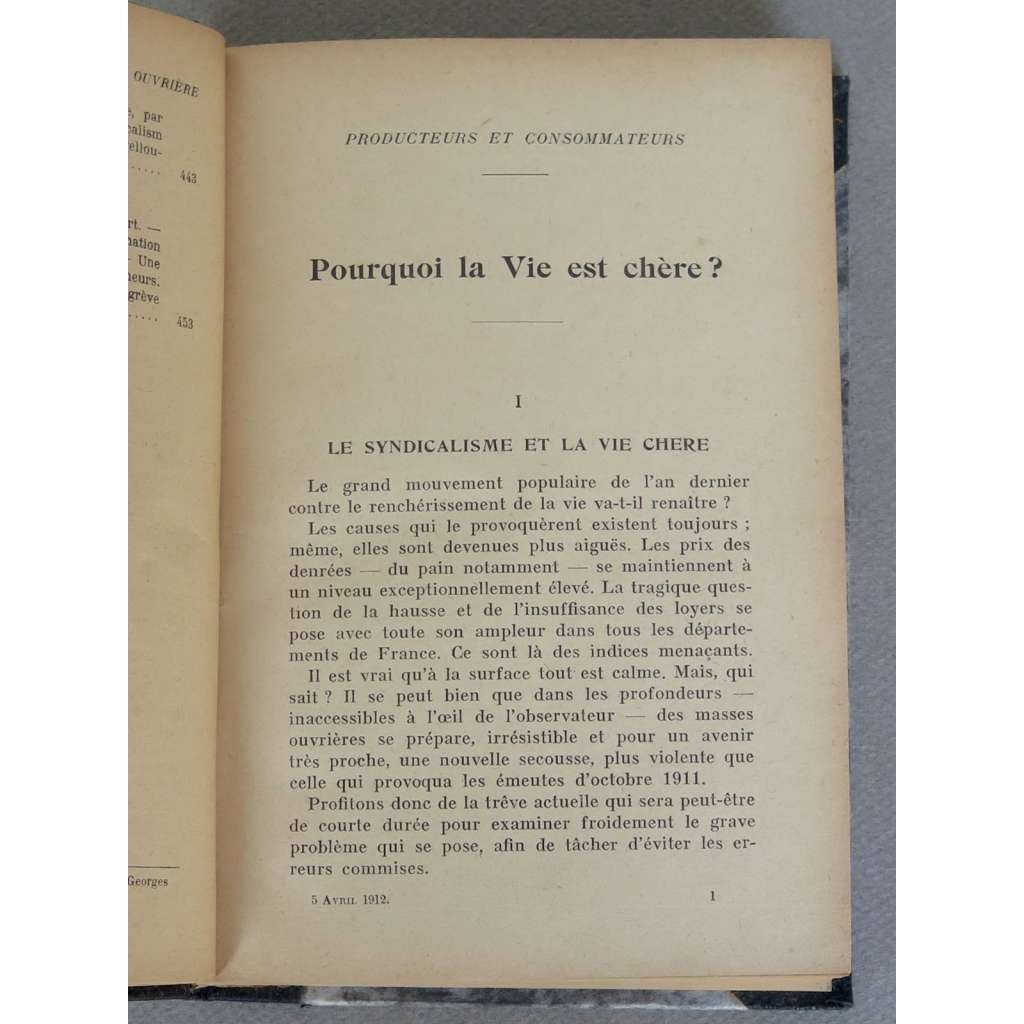 OUVRIÈRE
par
443
rt. —
— Une
grève
453
Georges
PRODUCTEURS ET CONSOMMATEURS
Pourquoi la Vie est chère ?
I
LE SYNDICALISME ET LA VIE CHERE
Le grand mouvement populaire de l'an dernier
contre le renchérissement de la vie va-t-il renaître ?
Les causes qui le provoquèrent existent toujours ;
même, elles sont devenues plus aiguës. Les prix des
denrées — du pain notamment — se maintiennent à
un niveau exceptionnellement élevé. La tragique ques-
tion de la hausse et de l'insuffisance des loyers se
pose avec toute son ampleur dans tous les départe-
ments de France. Ce sont là des indices menaçants.
Il est vrai qu'à la surface tout est calme. Mais, qui
sait ? Il se peut bien que dans les profondeurs —
inaccessibles à l'œil de l'observateur — des masses
ouvrières se prépare, irrésistible et pour un avenir
très proche, une nouvelle secousse, plus violente que
celle qui provoqua les émeutes d'octobre 1911.
Profitons donc de la trêve actuelle qui sera peut-être
de courte durée pour examiner froidement le grave
problème qui se pose, afin de tâcher d'éviter les er-
reurs commises.
5 AVRIL 1912. 1